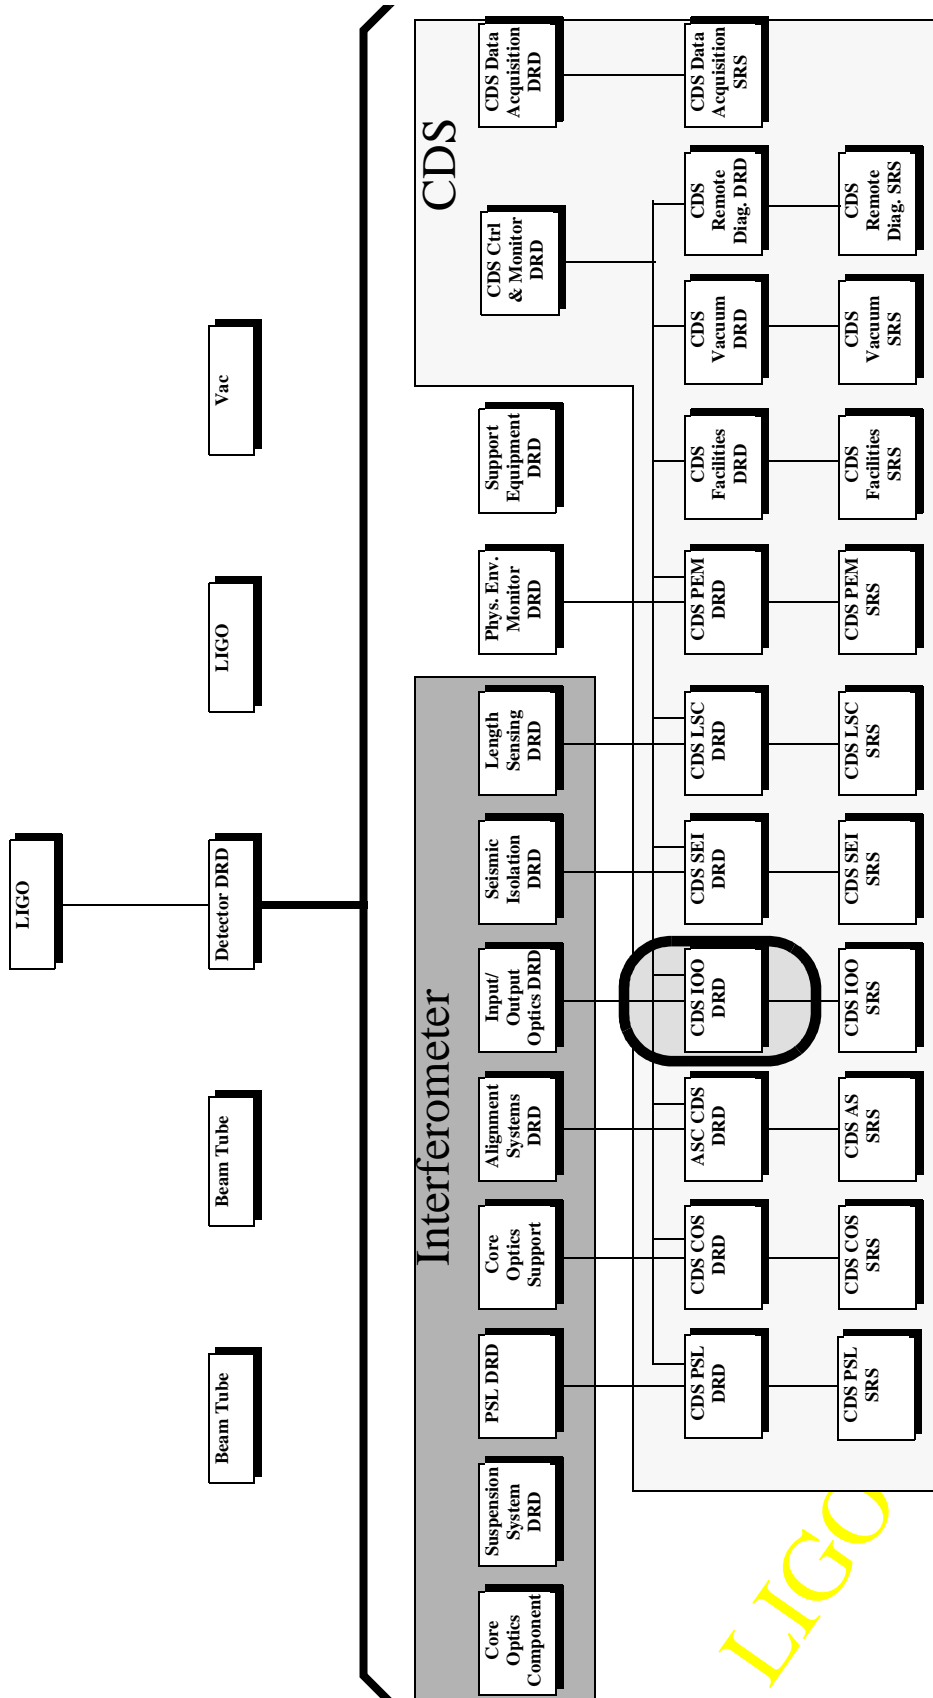 LIGO
Beam Tube
Beam Tube
Detector DRD
LIGO
Vac
Interferometer
CDS
Core
Optics
Component
Suspension
System
DRD
PSL DRD
Core
Optics
Support
Alignment
Systems
DRD
Input/
Output
Optics DRD
Seismic
Isolation
DRD
Length
Sensing
DRD
Phys. Env.
Monitor
DRD
Support
Equipment
DRD
CDS Ctrl
& Monitor
DRD
CDS Data
Acquisition
DRD
CDS PSL
DRD
CDS COS
DRD
ASC CDS
DRD
CDS IOO
DRD
CDS SEI
DRD
CDS LSC
DRD
CDS PEM
DRD
CDS
Facilities
DRD
CDS
Vacuum
DRD
CDS
Remote
Diag. DRD
CDS Data
Acquisition
SRS
CDS PSL
SRS
CDS COS
SRS
CDS AS
SRS
CDS IOO
SRS
CDS SEI
SRS
CDS LSC
SRS
CDS PEM
SRS
CDS
Facilities
SRS
CDS
Vacuum
SRS
CDS
Remote
Diag. SRS
LIGO